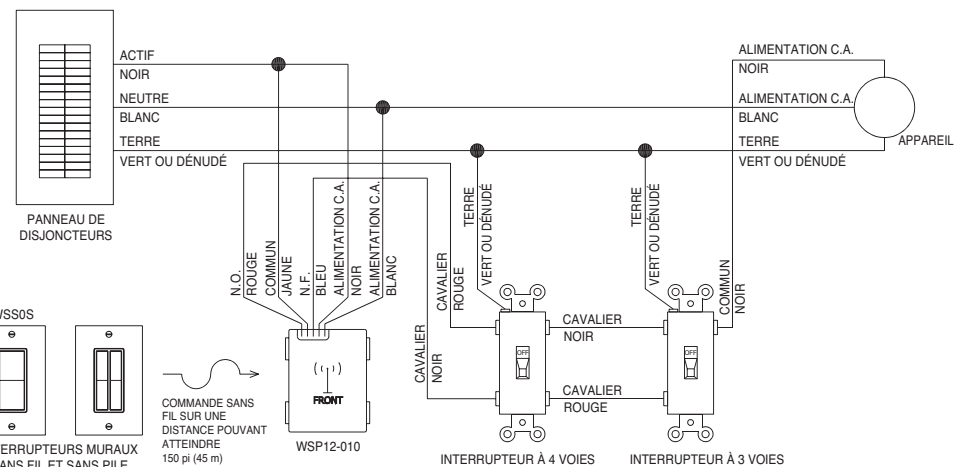 ACTIF
NOIR
NEUTRE
BLANC
TERRE
VERT OU DÉNUDÉ
PANNEAU DE
DISJONCTEURS
ALIMENTATION C.A.
NOIR
ALIMENTATION C.A.
BLANC
TERRE
VERT OU DÉNUDÉ
APPAREIL
N.O.
ROUGE
COMMUN
JAUNE
N.F.
BLEU
ALIMENTATION C.A.
NOIR
ALIMENTATION C.A.
BLANC
CAVALIER
NOIR
CAVALIER
ROUGE
TERRE
VERT OU DÉNUDÉ
TERRE
VERT OU DÉNUDÉ
COMMUN
NOIR
CAVALIER
NOIR
CAVALIER
ROUGE
OFF
OFF
INTERRUPTEUR À 4 VOIES
INTERRUPTEUR À 3 VOIES
FRONT
WSP12-010
COMMANDE SANS
FIL SUR UNE
DISTANCE POUVANT
ATTEINDRE
150 pi (45 m)